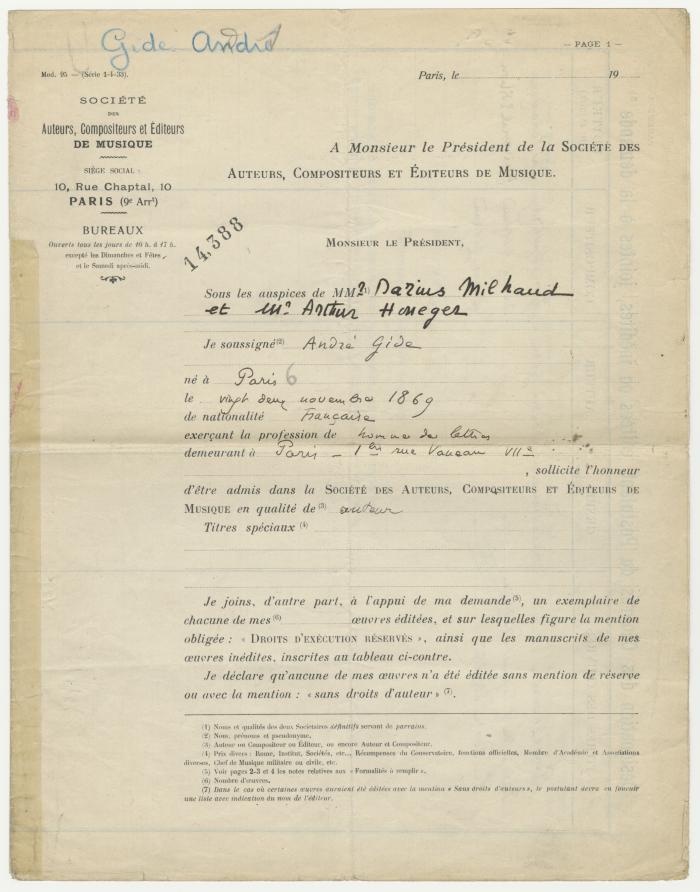 Gide André
— PAGE 1 —
Mod. 95 — (Série 1-4-33).
Paris, le 19
SOCIÉTÉ
DES
Auteurs, Compositeurs et Éditeurs
DE MUSIQUE
SIÈGE SOCIAL :
10, Rue Chaptal, 10
PARIS (9e Arrt)
BUREAUX
Ouverts tous les jours de 10 h. à 17 h.
excepté les Dimanches et Fêtes,
et le Samedi après-midi.
A Monsieur le Président de la SOCIÉTÉ DES
AUTEURS, COMPOSITEURS ET ÉDITEURS DE MUSIQUE.
14,388
MONSIEUR LE PRÉSIDENT,
Sous les auspices de MM. (1) Darius Milhaud
et Mr Arthur Honeger
Je soussigné (2) André Gide
né à Paris 6
le vingt deux novembre 1869
de nationalité Française
exerçant la profession de homme de lettres
demeurant à Paris – 1 bis rue Vaneau VIIe
, sollicite l'honneur
d'être admis dans la SOCIÉTÉ DES AUTEURS, COMPOSITEURS ET ÉDITEURS DE
MUSIQUE en qualité de (3) auteur
Titres spéciaux (4)
Je joins, d'autre part, à l'appui de ma demande (5), un exemplaire de
chacune de mes (6) œuvres éditées, et sur lesquelles figure la mention
obligée : « DROITS D'EXÉCUTION RÉSERVÉS », ainsi que les manuscrits de mes
œuvres inédites, inscrites au tableau ci-contre.
Je déclare qu'aucune de mes œuvres n'a été éditée sans mention de réserve
ou avec la mention : « sans droits d'auteur » (7).
(1) Noms et qualités des deux Sociétaires définitifs servant de parrains.
(2) Nom, prénoms et pseudonyme.
(3) Auteur ou Compositeur ou Éditeur, ou encore Auteur et Compositeur.
(4) Prix divers : Rome, Institut, Sociétés, etc., Récompenses du Conservatoire, fonctions officielles, Membre d'Académie et Associations
diverses, Chef de Musique militaire ou civile, etc.
(5) Voir pages 2-3 et 4 les notes relatives aux « Formalités à remplir ».
(6) Nombre d'œuvres.
(7) Dans le cas où certaines œuvres auraient été éditées avec la mention « Sans droits d'auteurs », le postulant devra en fournir
une liste avec indication du nom de l'éditeur.